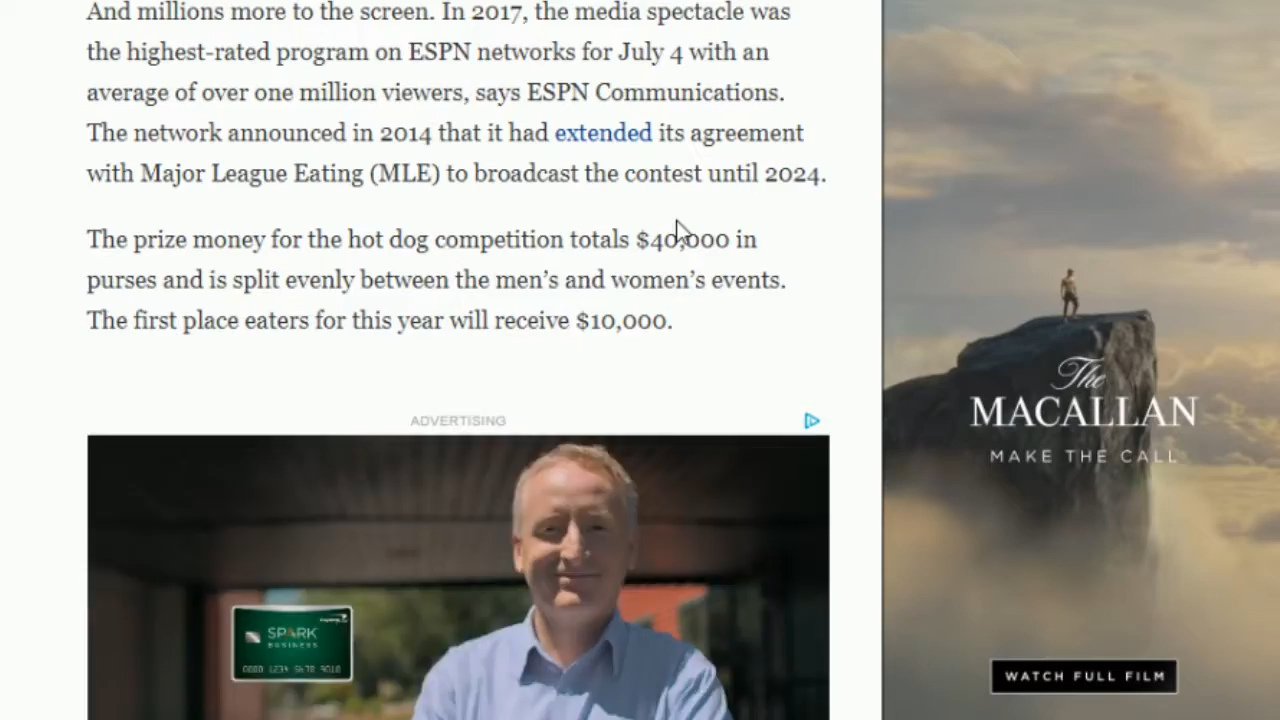 And millions more to the screen. In 2017, the media spectacle was
the highest-rated program on ESPN networks for July 4 with an
average of over one million viewers, says ESPN Communications.
The network announced in 2014 that it had extended its agreement
with Major League Eating (MLE) to broadcast the contest until 2024.
The prize money for the hot dog competition totals $40,000 in
purses and is split evenly between the men's and women's events.
The first place eaters for this year will receive $10,000.
ADVERTISING
SPARK
BUSINESS
The
MACALLAN
MAKE THE CALL
WATCH FULL FILM